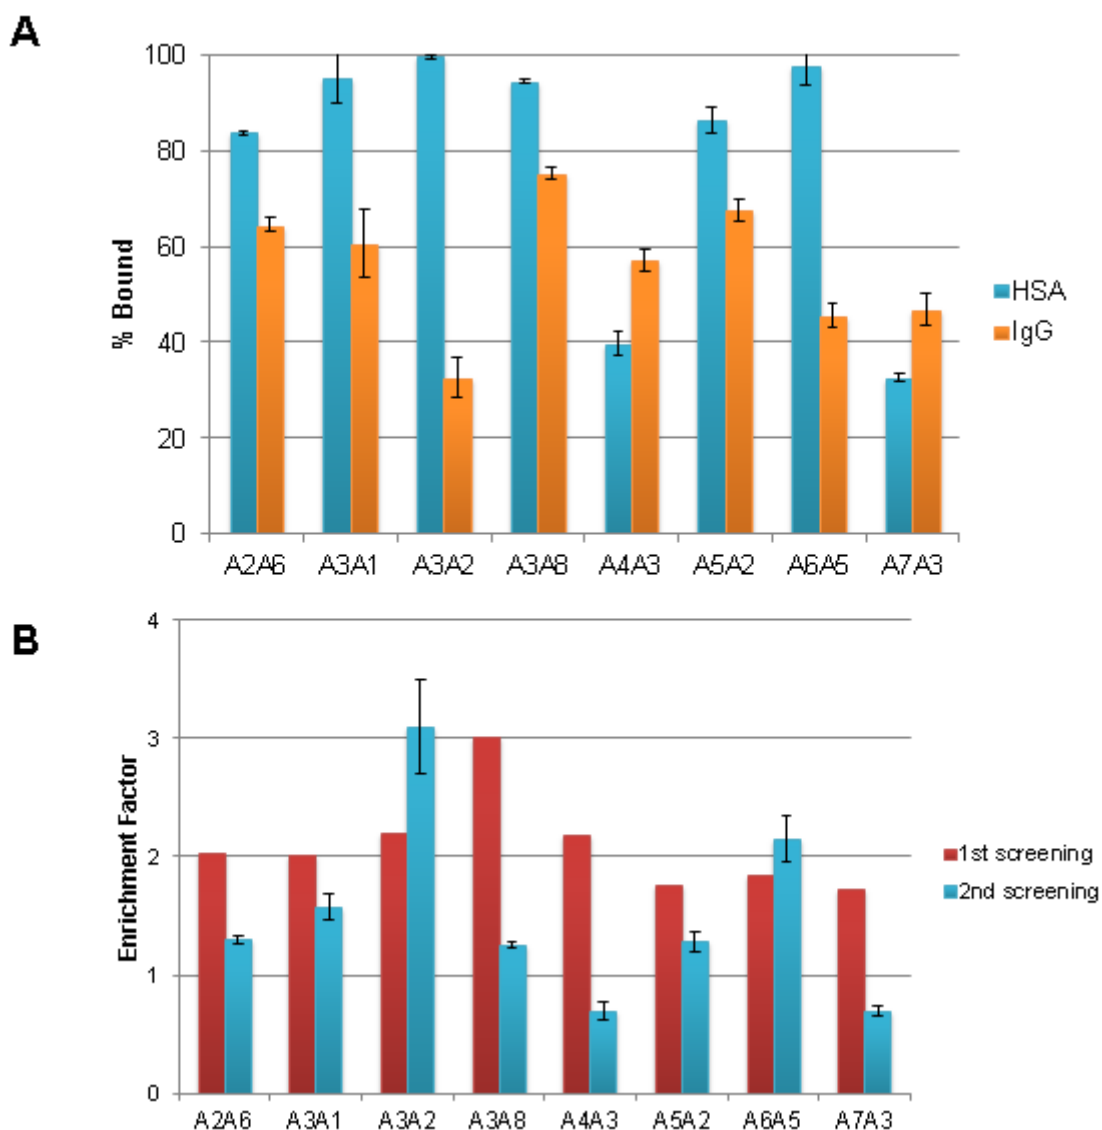 A
% Bound
100
80
60
40
20
0
A2A6 A3A1 A3A2 A3A8 A4A3 A5A2 A6A5 A7A3
HSA
IgG
B
Enrichment Factor
4
3
2
1
0
A2A6 A3A1 A3A2 A3A8 A4A3 A5A2 A6A5 A7A3
1st screening
2nd screening